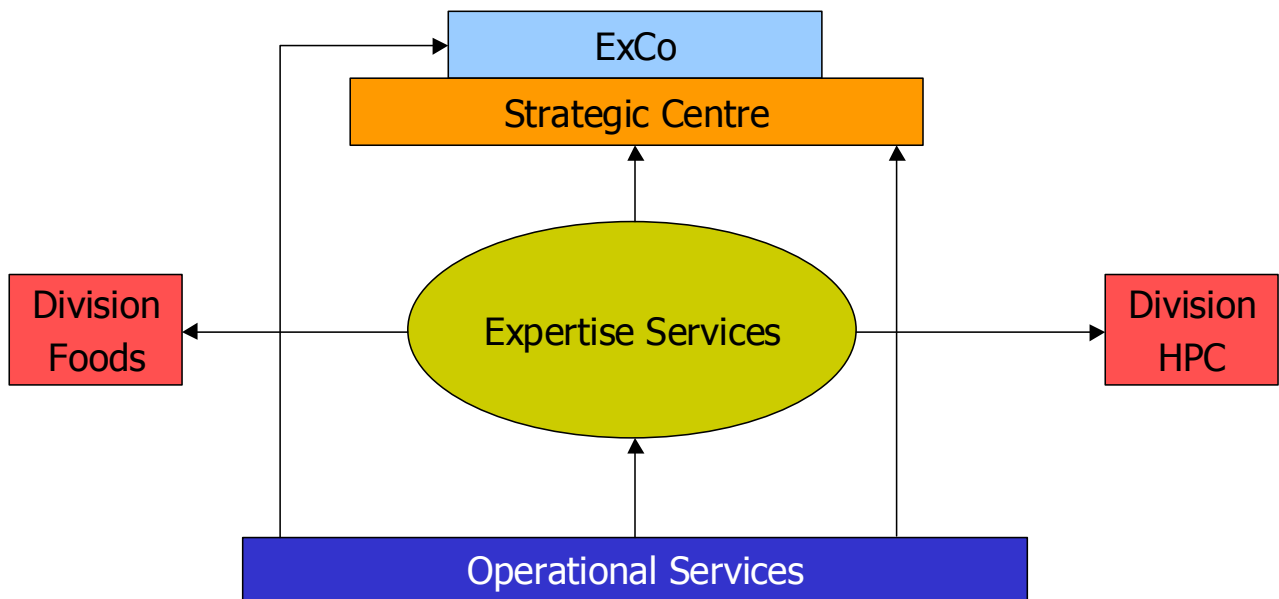 ExCo
Strategic Centre
Division
Foods
Expertise Services
Division
HPC
Operational Services